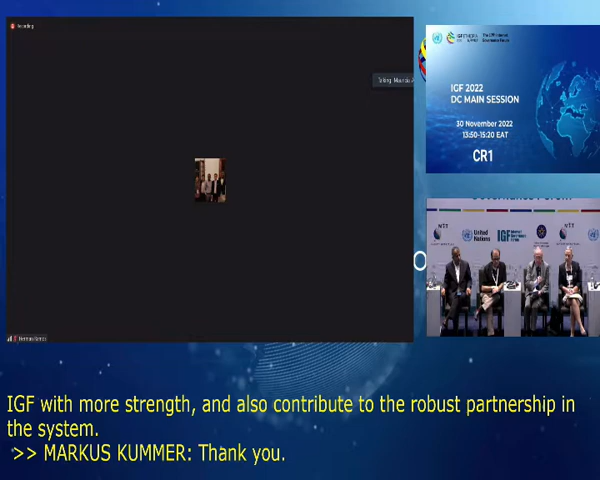 Recording
IGF 2022
DC MAIN SESSION
30 November 2022
13:50-15:20 EAT
CR1
United
Nations
IGF
IGF with more strength, and also contribute to the robust partnership in
the system.
>> MARKUS KUMMER: Thank you.